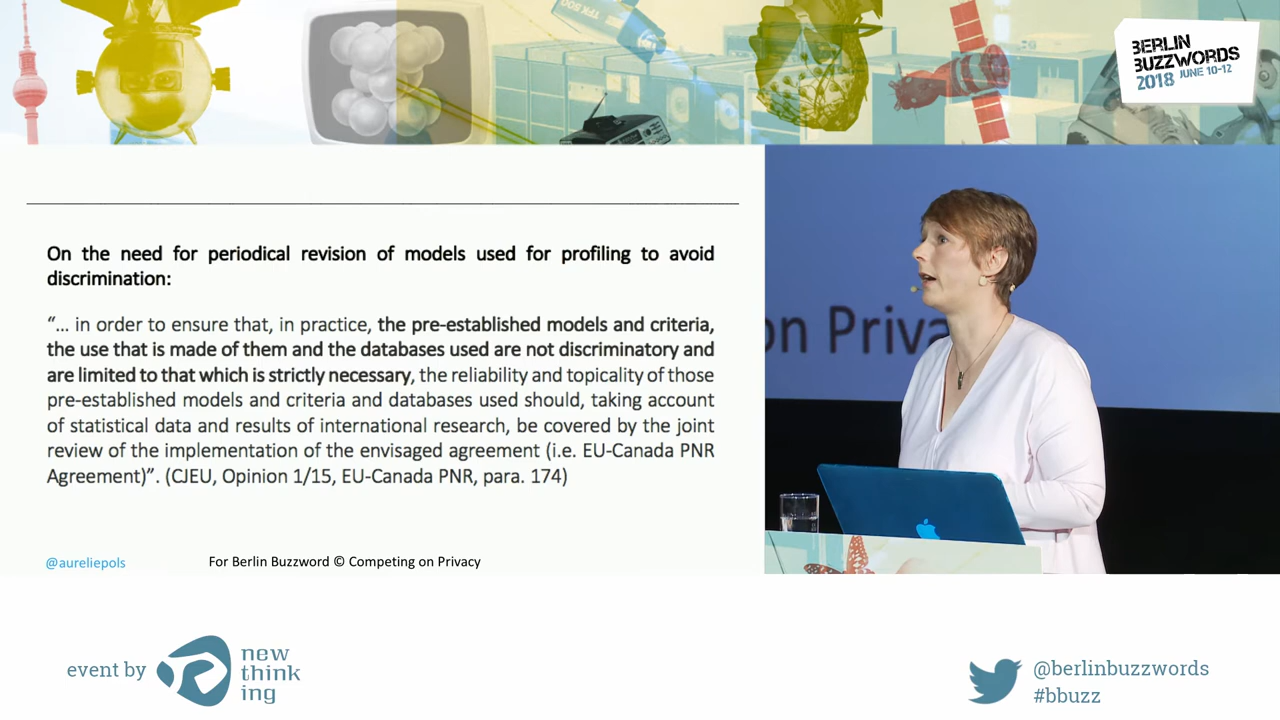 BERLIN
BUZZWORDS
2018 JUNE 10-12
TFK 500
On the need for periodical revision of models used for profiling to avoid
discrimination:
“... in order to ensure that, in practice, the pre-established models and criteria,
the use that is made of them and the databases used are not discriminatory and
are limited to that which is strictly necessary, the reliability and topicality of those
pre-established models and criteria and databases used should, taking account
of statistical data and results of international research, be covered by the joint
review of the implementation of the envisaged agreement (i.e. EU-Canada PNR
Agreement)”. (CJEU, Opinion 1/15, EU-Canada PNR, para. 174)
@aureliepols
For Berlin Buzzword © Competing on Privacy
on Priva
event by
new
think
ing
@berlinbuzzwords
#bbuzz